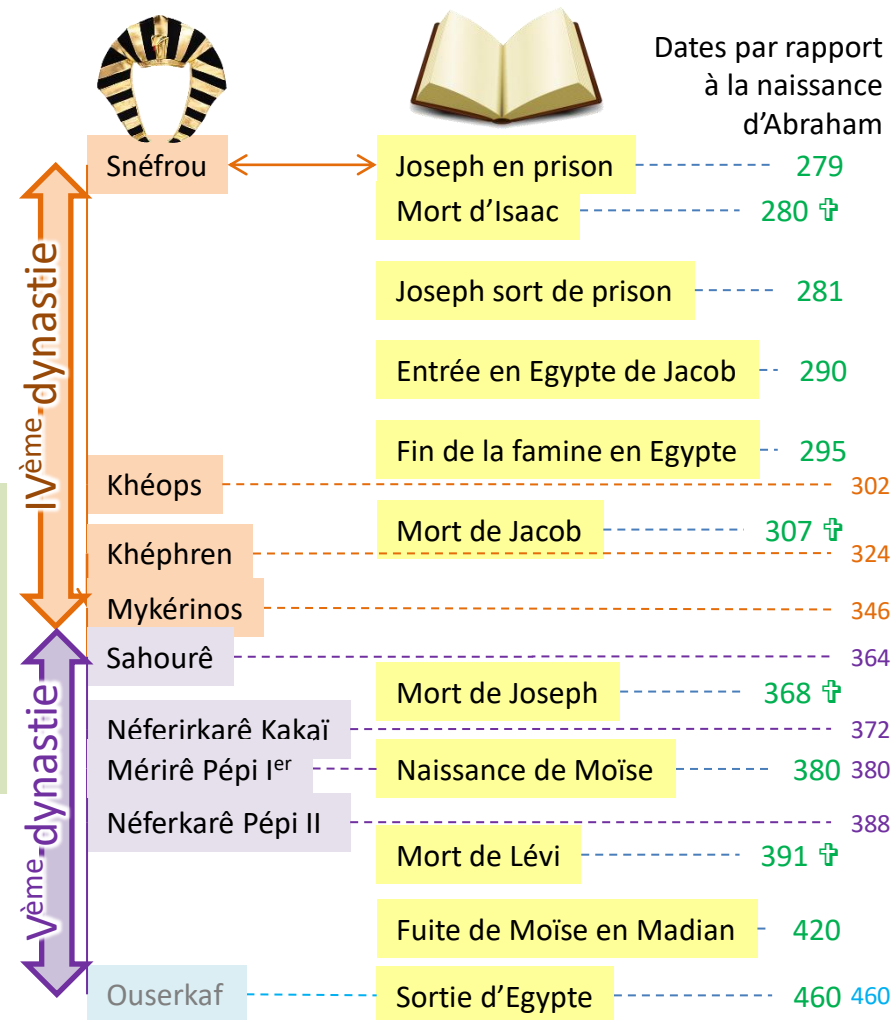 Dates par rapport
à la naissance
d’Abraham
IVème dynastie
Snéfrou Joseph en prison 279
Mort d’Isaac 280 ✞
Joseph sort de prison 281
Entrée en Egypte de Jacob 290
Fin de la famine en Egypte 295
Khéops 302
Mort de Jacob 307 ✞
Khéphren 324
Mykérinos 346
Vème dynastie
Sahourê 364
Mort de Joseph 368 ✞
Néferirkarê Kakaï 372
Mérirê Pépi Ier Naissance de Moïse 380 380
Néferkarê Pépi II 388
Mort de Lévi 391 ✞
Fuite de Moïse en Madian 420
Ouserkaf Sortie d’Egypte 460 460